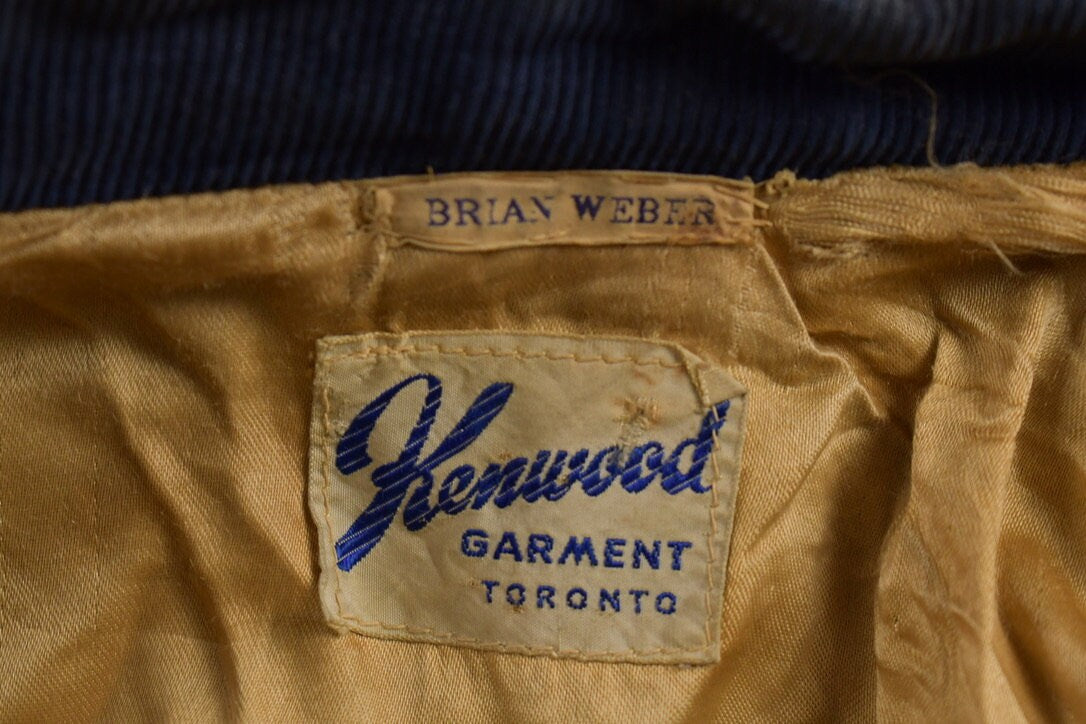 BRIAN WEBER
Kenwood
GARMENT
TORONTO